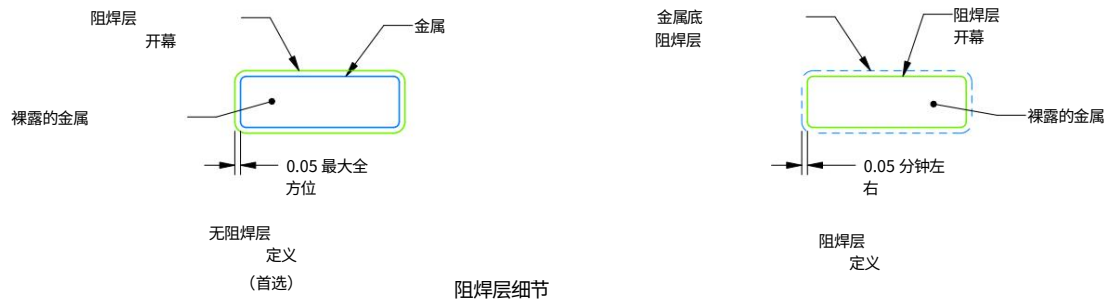 阻焊层
开幕
金属
裸露的金属
0.05 最大全
方位
无阻焊层
定义
（首选）
金属底
阻焊层
阻焊层
开幕
裸露的金属
0.05 分钟左
右
阻焊层
定义
阻焊层细节